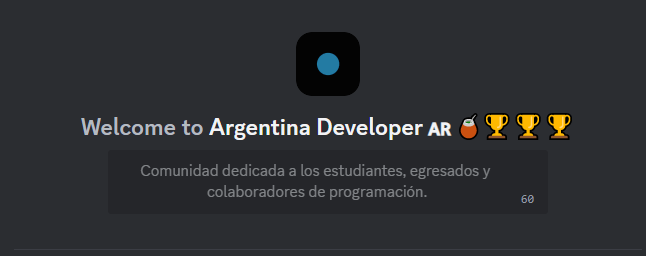 Welcome to Argentina Developer AR 🧉🏆🏆🏆
Comunidad dedicada a los estudiantes, egresados y
colaboradores de programación.
60